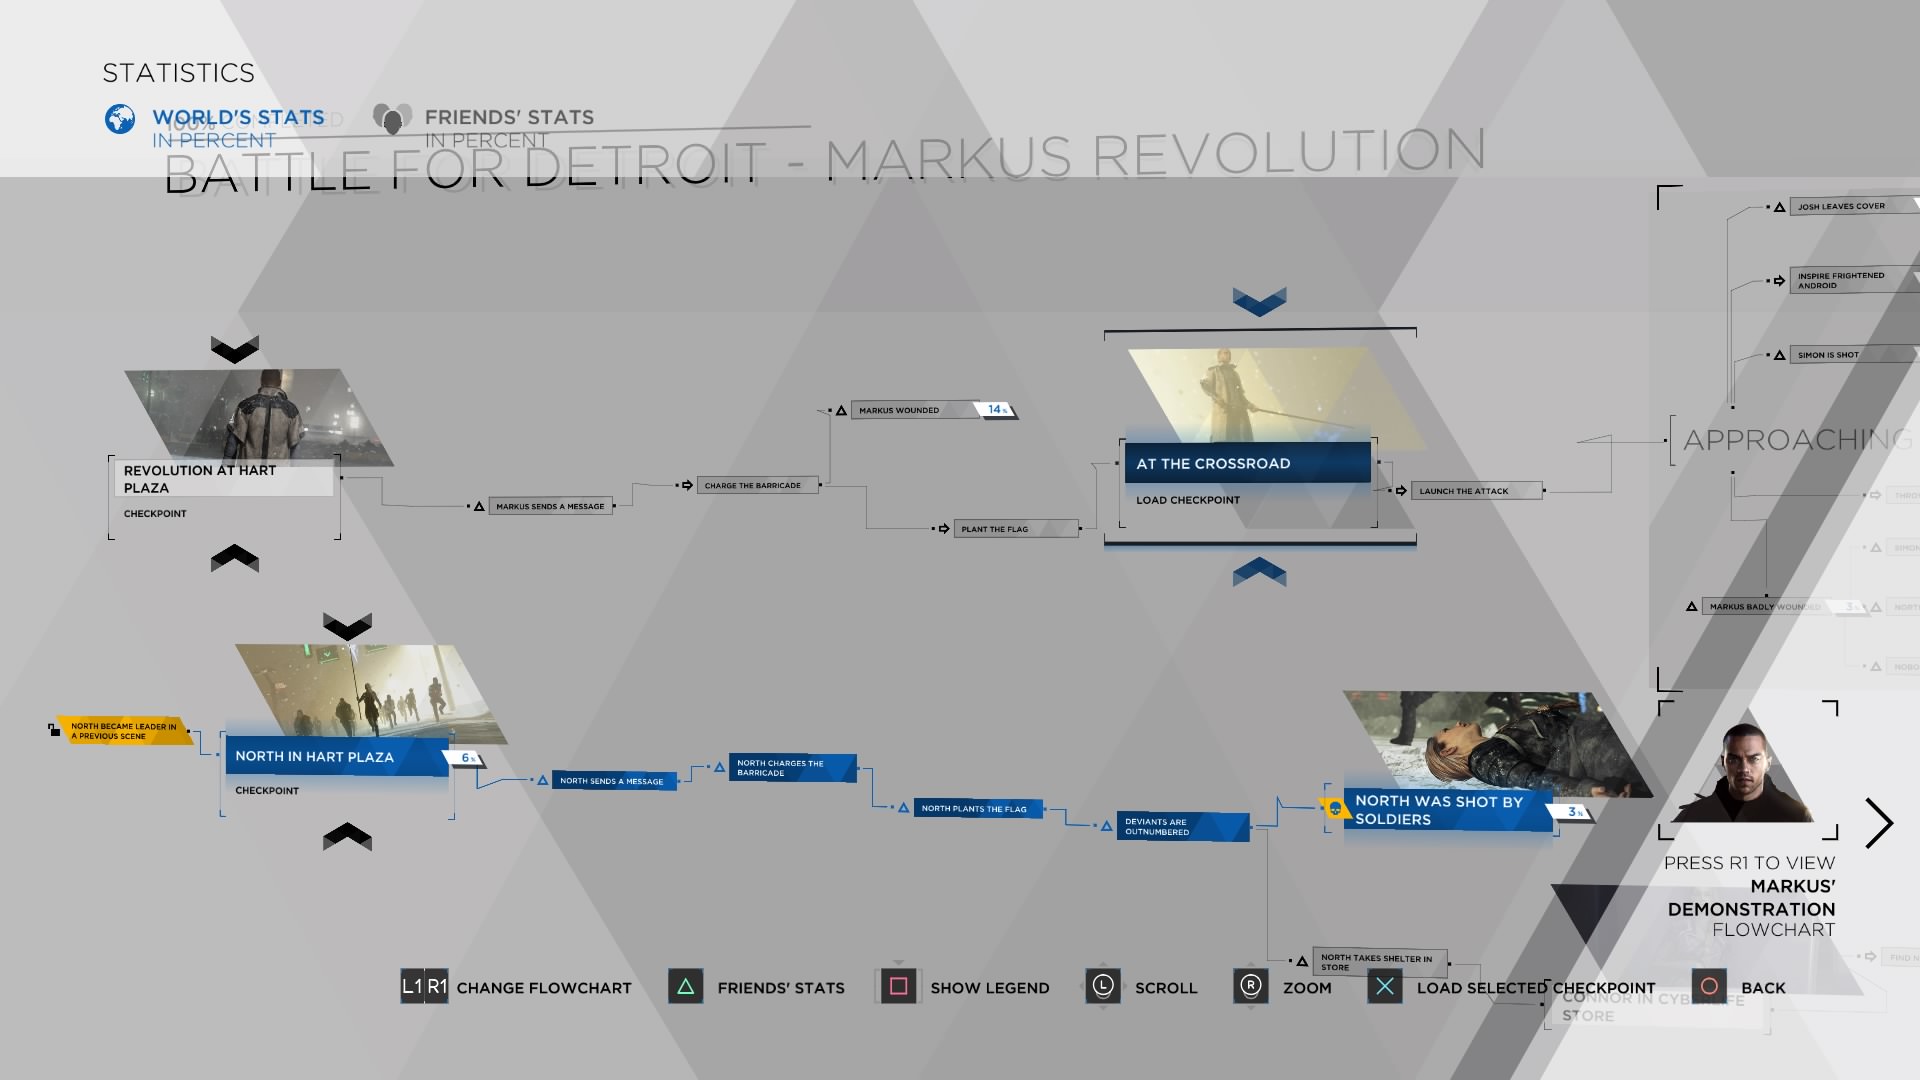 STATISTICS
WORLD'S STATS
IN PERCENT
FRIENDS' STATS
IN PERCENT
100% COMPLETED
BATTLE FOR DETROIT - MARKUS REVOLUTION
JOSH LEAVES COVER
INSPIRE FRIGHTENED
ANDROID
SIMON IS SHOT
MARKUS WOUNDED
14%
REVOLUTION AT HART
PLAZA
CHECKPOINT
MARKUS SENDS A MESSAGE
CHARGE THE BARRICADE
PLANT THE FLAG
AT THE CROSSROAD
LOAD CHECKPOINT
LAUNCH THE ATTACK
APPROACHING
MARKUS BADLY WOUNDED
3%
NORTH BECAME LEADER IN
A PREVIOUS SCENE
NORTH IN HART PLAZA
6%
CHECKPOINT
NORTH SENDS A MESSAGE
NORTH CHARGES THE
BARRICADE
NORTH PLANTS THE FLAG
DEVIANTS ARE
OUTNUMBERED
NORTH WAS SHOT BY
SOLDIERS
3%
PRESS R1 TO VIEW
MARKUS'
DEMONSTRATION
FLOWCHART
NORTH TAKES SHELTER IN
STORE
CONNOR IN CYBERLIFE
STORE
FIND
L1 R1 CHANGE FLOWCHART
FRIENDS' STATS
SHOW LEGEND
L SCROLL
R ZOOM
LOAD SELECTED CHECKPOINT
BACK